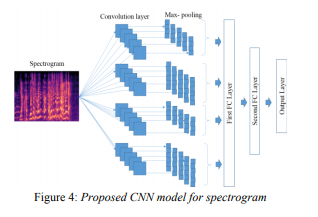 Convolution layer
Max- pooling
Spectrogram
First FC Layer
Second FC Layer
Output Layer
Figure 4: Proposed CNN model for spectrogram